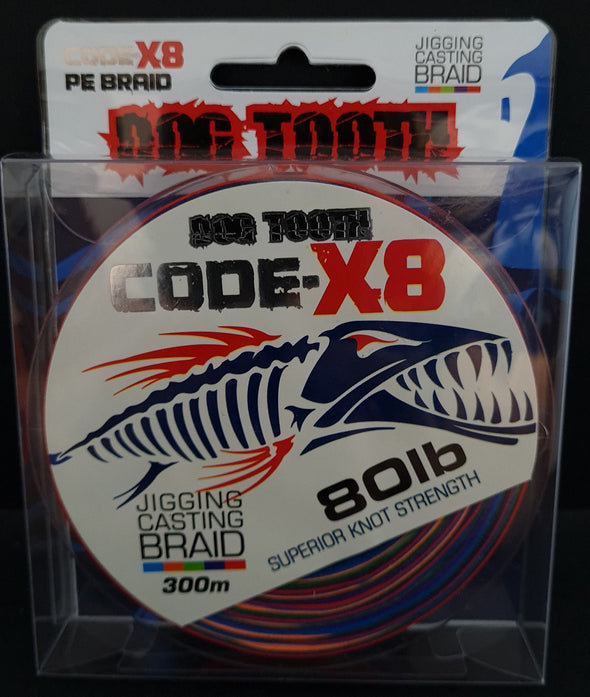 CODE-X8
PE BRAID
JIGGING
CASTING
BRAID
DOG TOOTH
DOG TOOTH
CODE-X8
80lb
SUPERIOR KNOT STRENGTH
JIGGING
CASTING
BRAID
300m